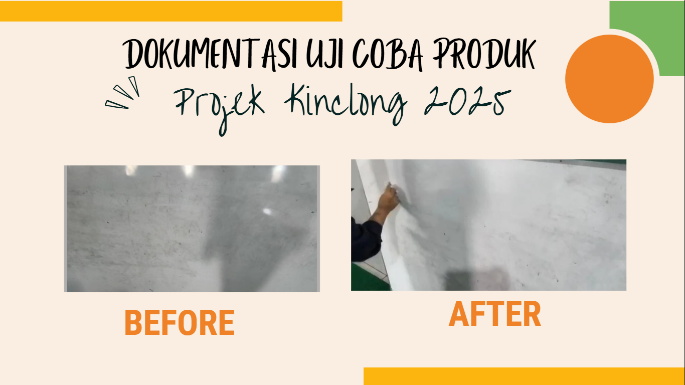 DOKUMENTASI UJI COBA PRODUK
Projek Kinclong 2025
BEFORE
AFTER